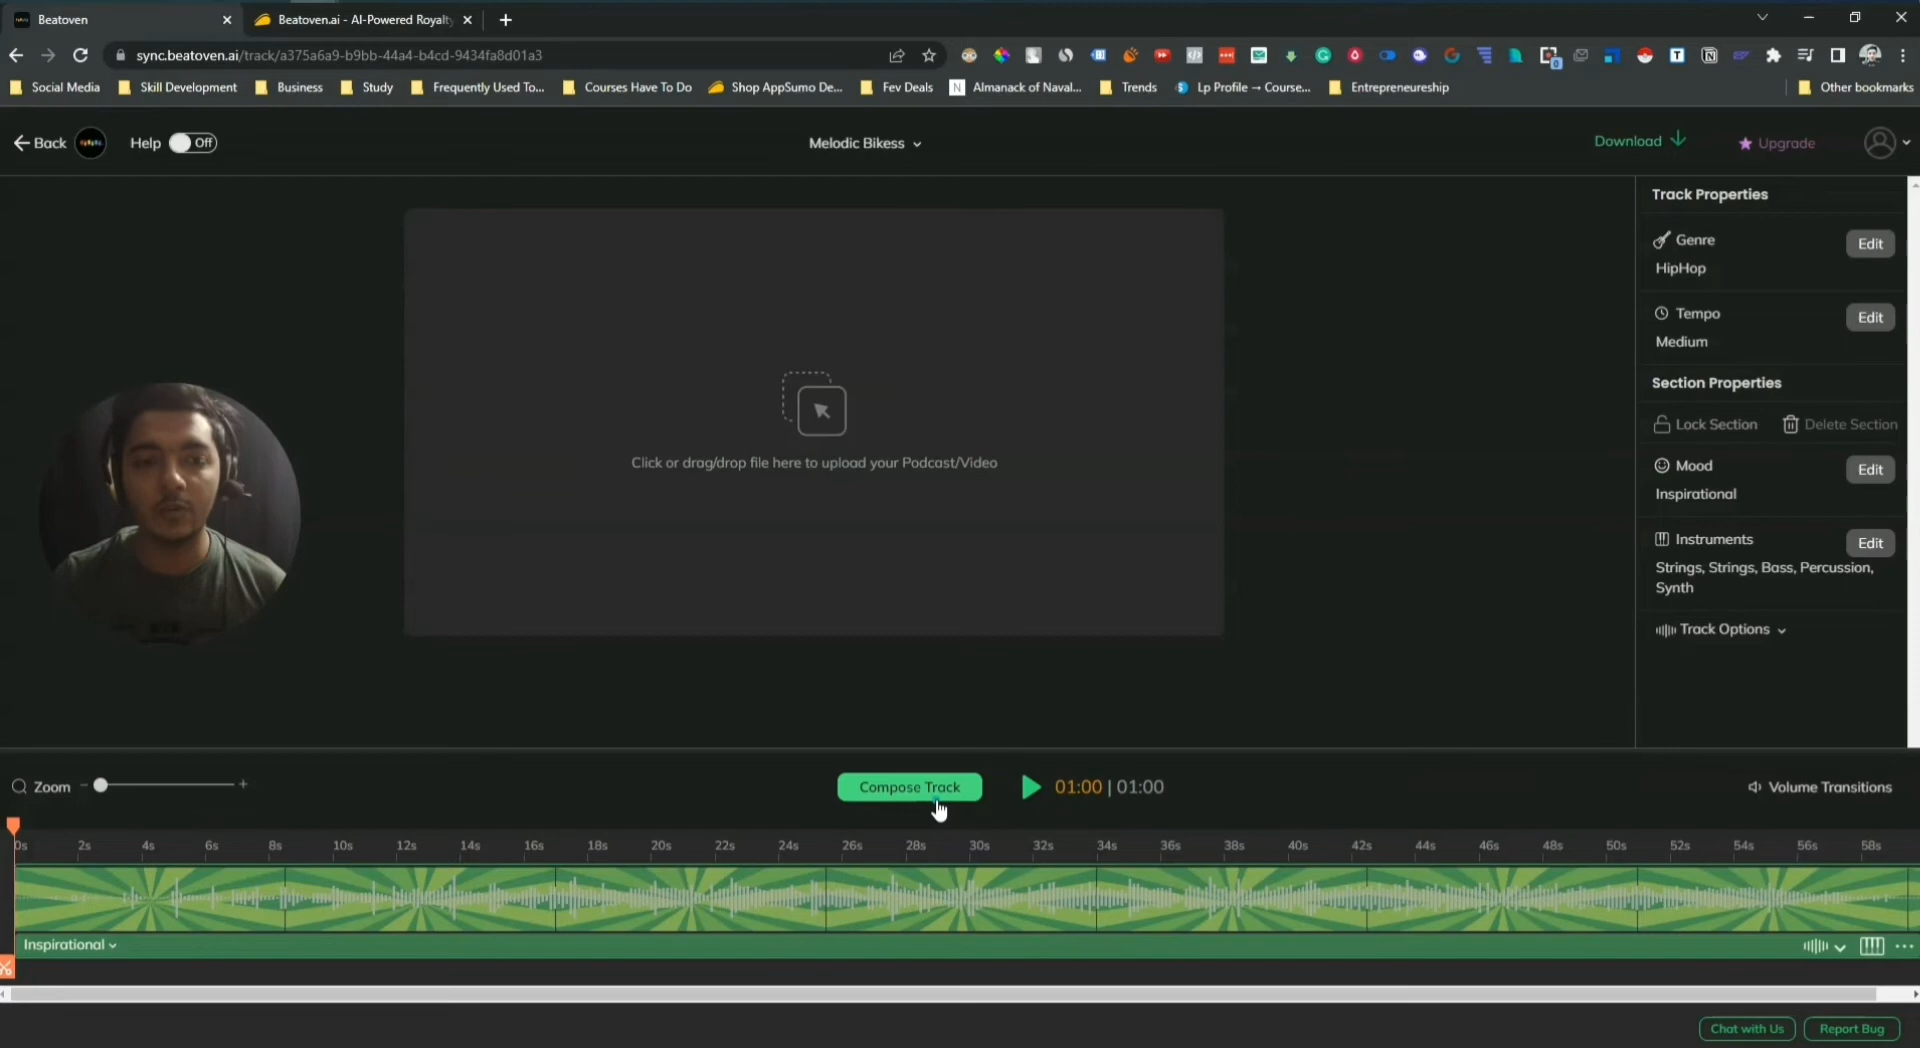 Beatoven
Beatoven.ai - AI-Powered Royalty
sync.beatoven.ai/track/a375a6a9-b9bb-44a4-b4cd-9434fa8d01a3
Social Media
Skill Development
Business
Study
Frequently Used To...
Courses Have To Do
Shop AppSumo De...
Fev Deals
Almanack of Naval...
Trends
Lp Profile → Course...
Entrepreneureship
Other bookmarks
Back
Help
Off
Melodic Bikess
Download
Upgrade
Track Properties
Genre
Edit
HipHop
Tempo
Edit
Medium
Section Properties
Lock Section
Delete Section
Mood
Edit
Inspirational
Instruments
Edit
Strings, Strings, Bass, Percussion,
Synth
Track Options
Click or drag/drop file here to upload your Podcast/Video
Zoom
Compose Track
01:00 | 01:00
Volume Transitions
0s 2s 4s 6s 8s 10s 12s 14s 16s 18s 20s 22s 24s 26s 28s 30s 32s 34s 36s 38s 40s 42s 44s 46s 48s 50s 52s 54s 56s 58s
Inspirational
Chat with Us
Report Bug